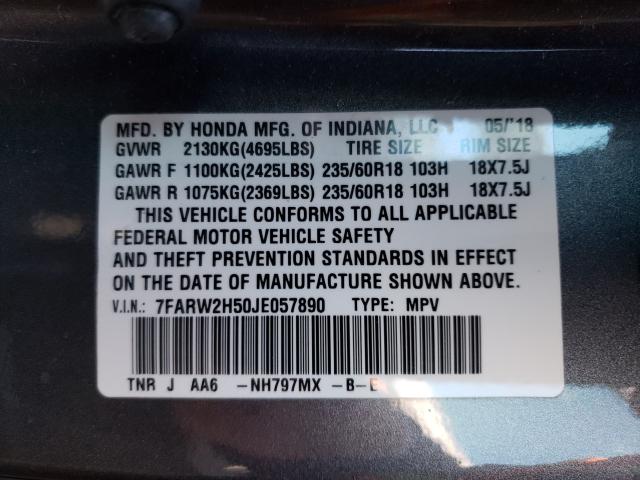 MFD. BY HONDA MFG. OF INDIANA, LLC 05/'18
GVWR 2130KG(4695LBS) TIRE SIZE RIM SIZE
GAWR F 1100KG(2425LBS) 235/60R18 103H 18X7.5J
GAWR R 1075KG(2369LBS) 235/60R18 103H 18X7.5J
THIS VEHICLE CONFORMS TO ALL APPLICABLE
FEDERAL MOTOR VEHICLE SAFETY
AND THEFT PREVENTION STANDARDS IN EFFECT
ON THE DATE OF MANUFACTURE SHOWN ABOVE.
V.I.N.: 7FARW2H50JE057890 TYPE: MPV
TNR J AA6 -NH797MX -B-